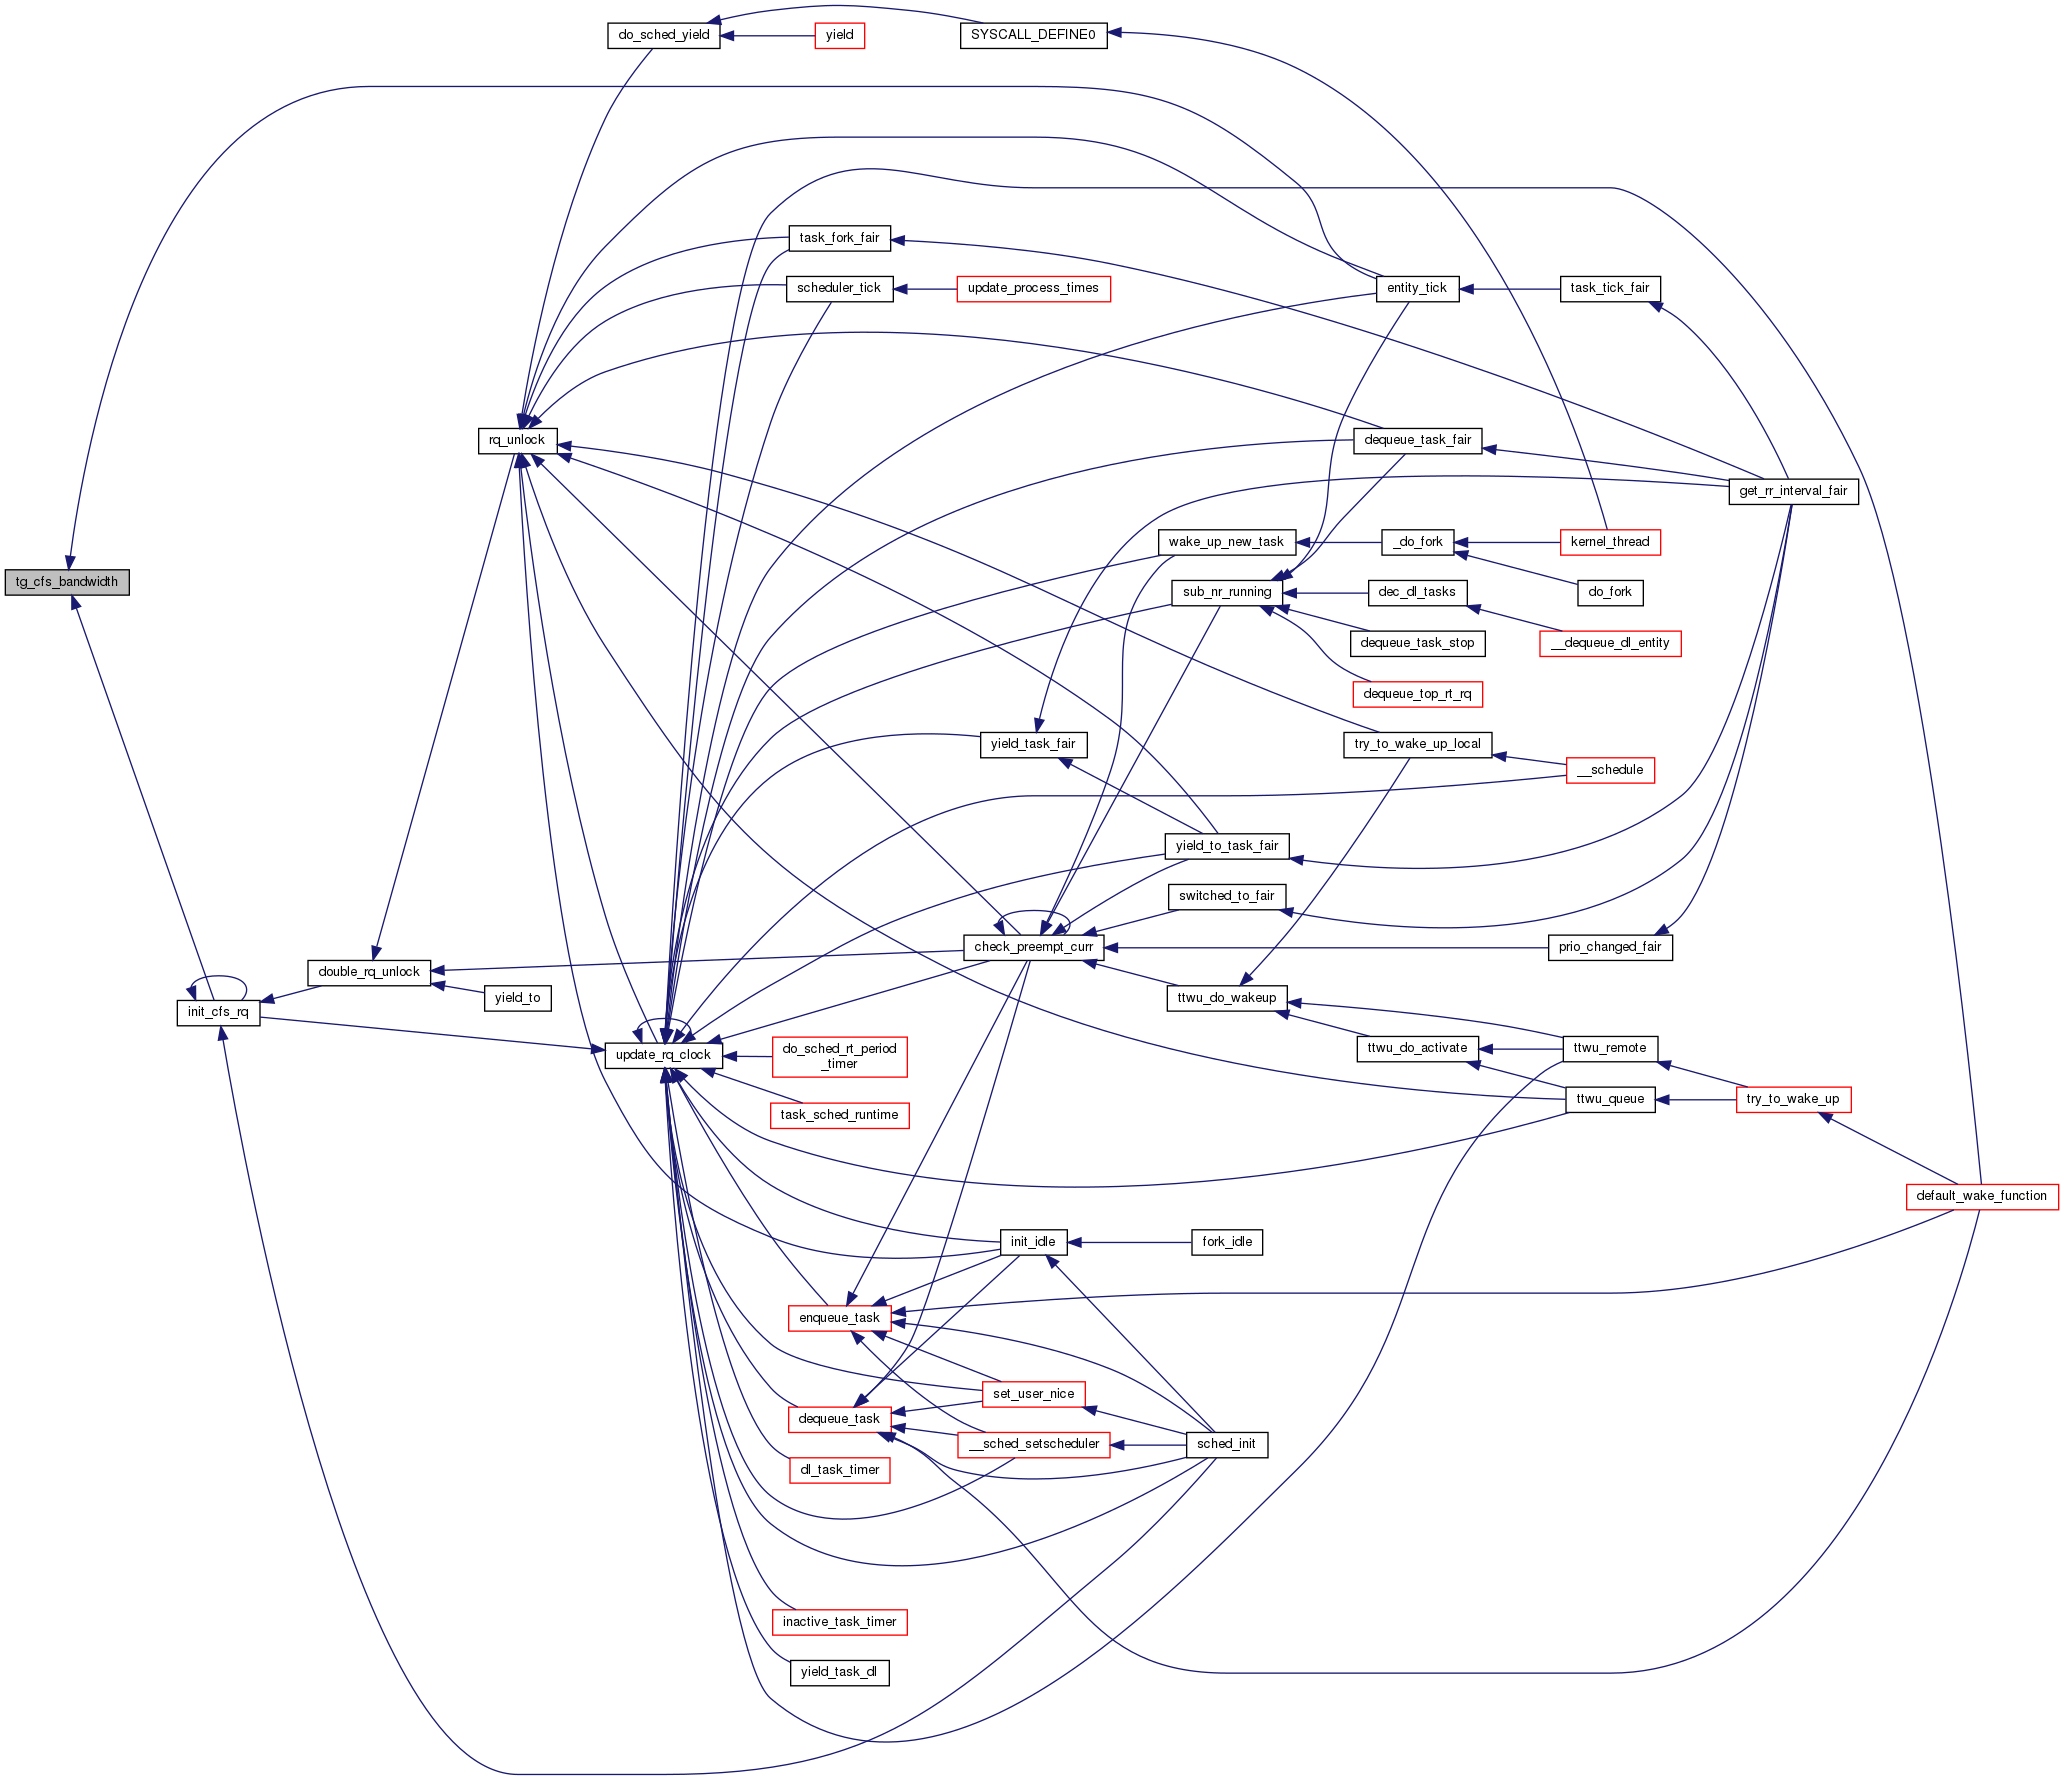 do_sched_yield
yield
SYSCALL_DEFINE0
task_fork_fair
scheduler_tick
update_process_times
entity_tick
task_tick_fair
rq_unlock
dequeue_task_fair
get_rr_interval_fair
wake_up_new_task
_do_fork
kernel_thread
tg_cfs_bandwidth
sub_nr_running
dec_dl_tasks
do_fork
dequeue_task_stop
__dequeue_dl_entity
dequeue_top_rt_rq
yield_task_fair
try_to_wake_up_local
__schedule
yield_to_task_fair
switched_to_fair
check_preempt_curr
prio_changed_fair
double_rq_unlock
yield_to
init_cfs_rq
ttwu_do_wakeup
update_rq_clock
do_sched_rt_period
_timer
ttwu_do_activate
ttwu_remote
task_sched_runtime
ttwu_queue
try_to_wake_up
default_wake_function
init_idle
fork_idle
enqueue_task
set_user_nice
dequeue_task
__sched_setscheduler
sched_init
dl_task_timer
inactive_task_timer
yield_task_dl